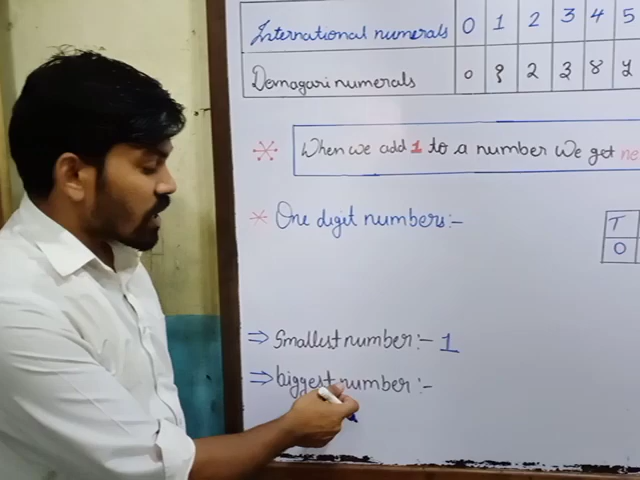 International numerals 0 1 2 3 4 5
Devnagari numerals ० १ २ ३ ४ ५
* When we add 1 to a number We get ne
* One digit numbers:-
T
O
⇒ Smallest number:- 1
⇒ biggest number:-